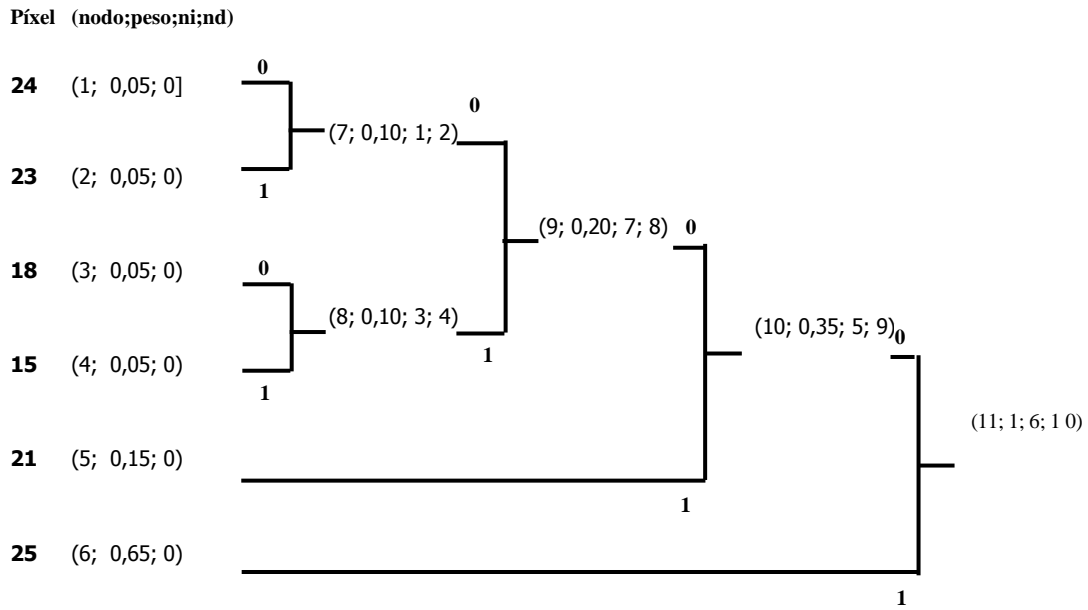 Píxel (nodo;peso;ni;nd)
0
24 (1; 0,05; 0]
0
(7; 0,10; 1; 2)
23 (2; 0,05; 0)
1
(9; 0,20; 7; 8) 0
18 (3; 0,05; 0) 0
(8; 0,10; 3; 4)
(10; 0,35; 5; 9) 0
1
15 (4; 0,05; 0)
1
(11; 1; 6; 1 0)
21 (5; 0,15; 0)
1
25 (6; 0,65; 0)
1